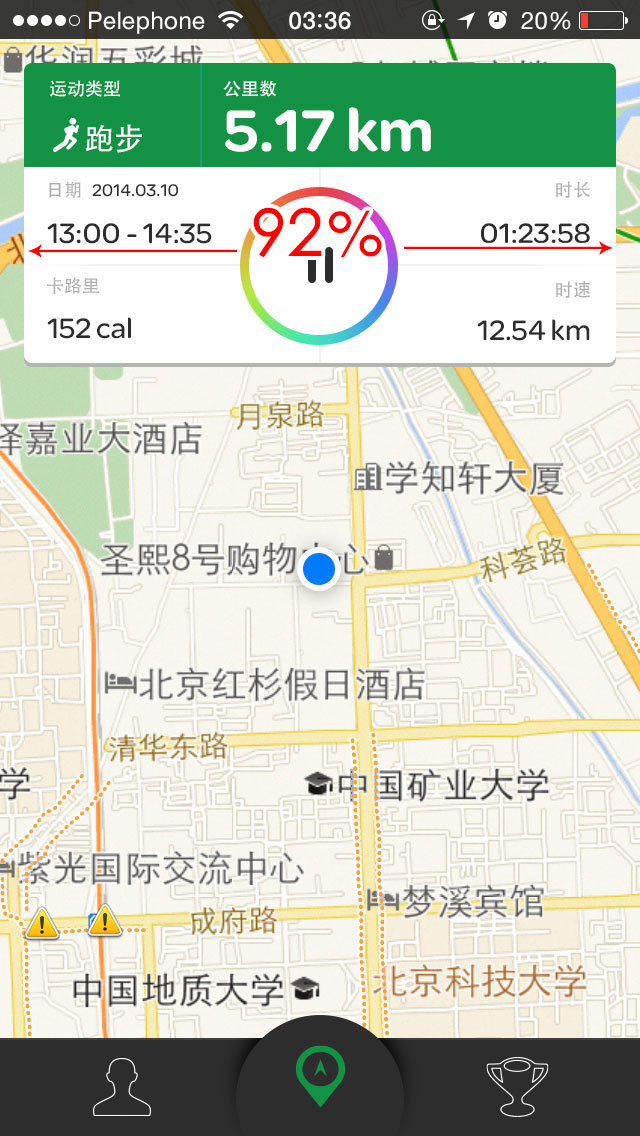 Pelephone 03:36 20%
华润五彩城
运动类型 公里数
跑步 5.17 km
日期 2014.03.10 时长
13:00 - 14:35 92% 01:23:58
卡路里 时速
152 cal 12.54 km
月泉路
泽嘉业大酒店
学知轩大厦
圣熙8号购物中心
科荟路
北京红杉假日酒店
清华东路
学 中国矿业大学
紫光国际交流中心
梦溪宾馆
成府路
中国地质大学 北京科技大学